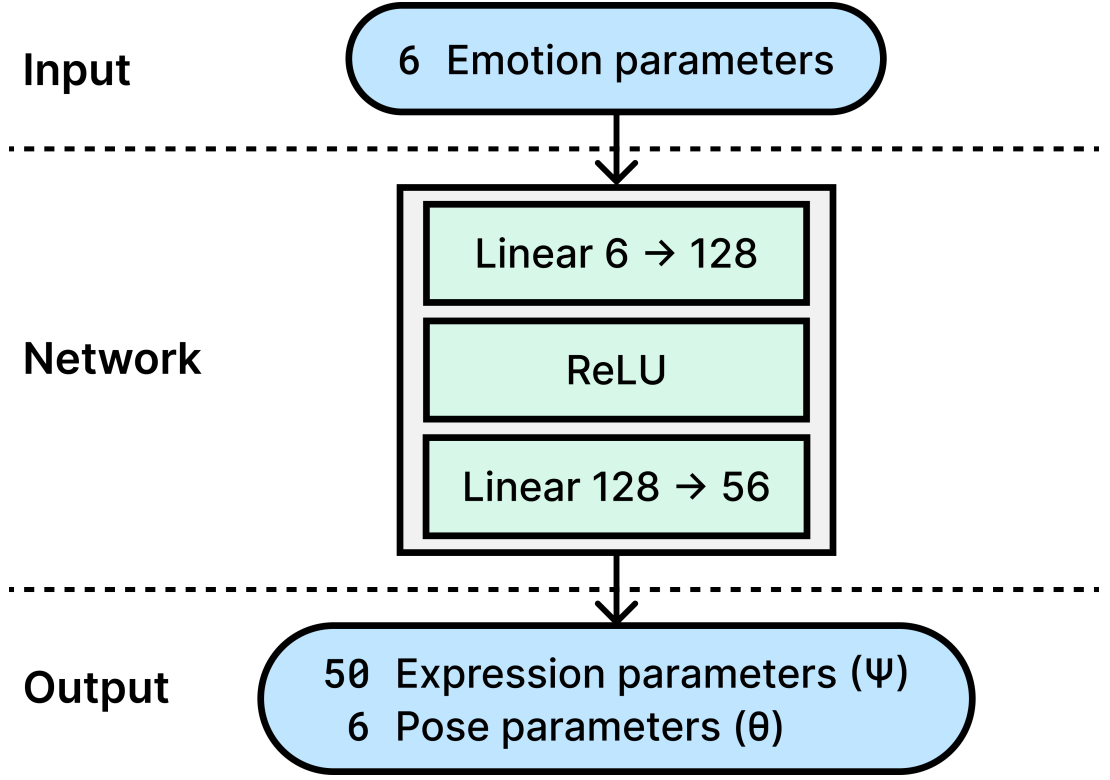 Input
6 Emotion parameters
Network
Linear 6 → 128
ReLU
Linear 128 → 56
Output
50 Expression parameters (Ψ)
6 Pose parameters (θ)